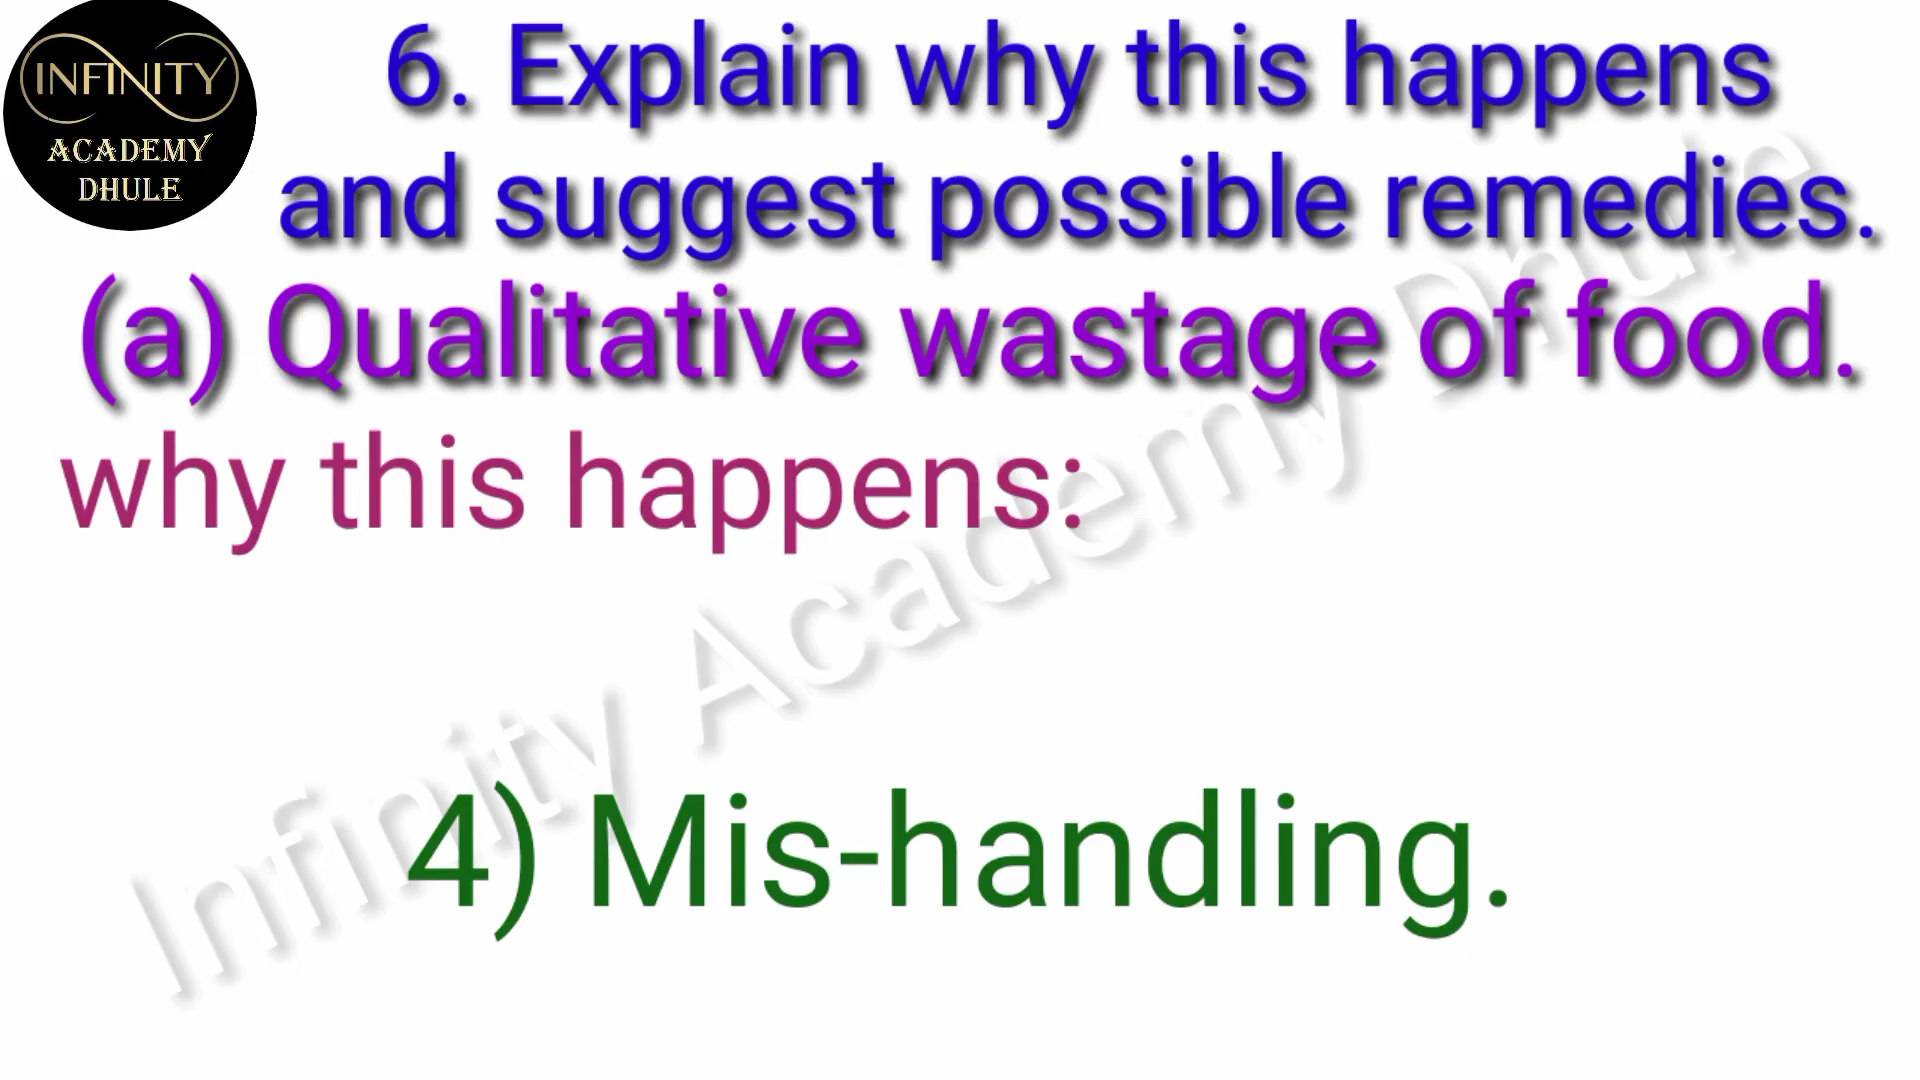 INFINITY
ACADEMY
DHULE
6. Explain why this happens
and suggest possible remedies.
(a) Qualitative wastage of food.
why this happens:
4) Mis-handling.
Infinity Academy Dhule